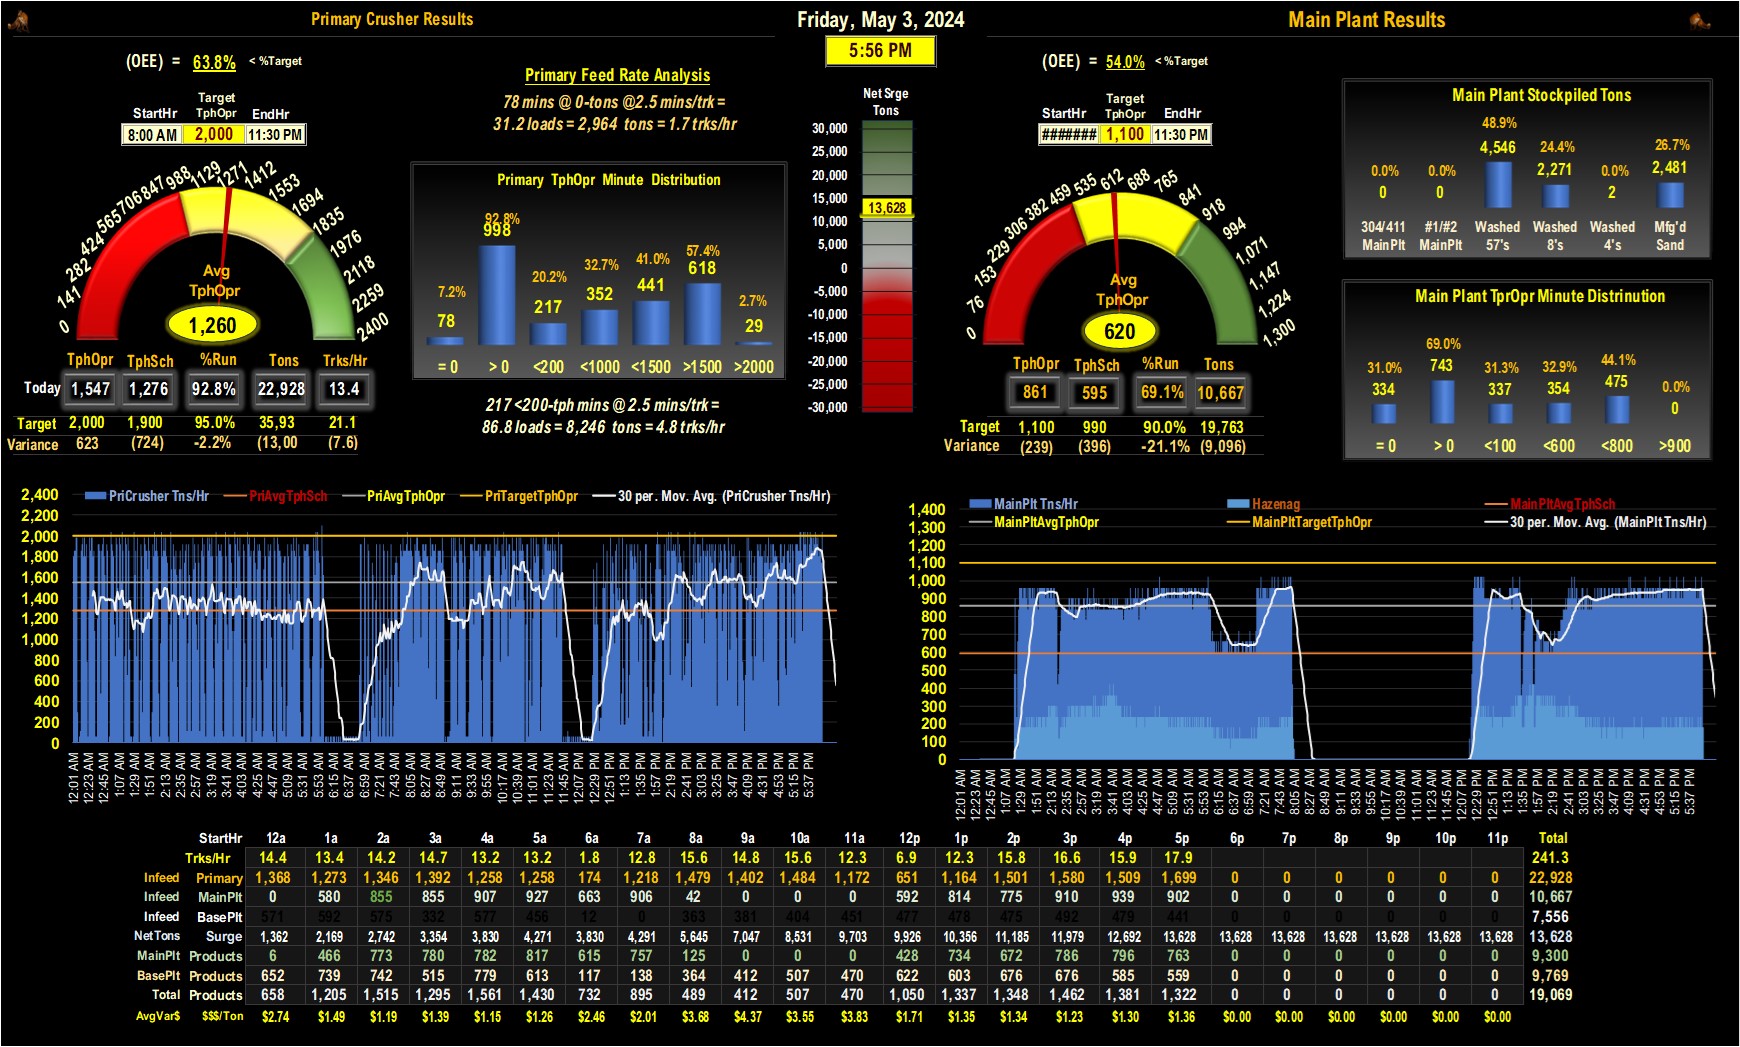 Primary Crusher Results
Friday, May 3, 2024
Main Plant Results
5:56 PM
(OEE) = 63.8% < %Target
Target
StartHr TphOpr EndHr
8:00 AM 2,000 11:30 PM
0 141 282 424 565 706 847 988 1129 1271 1412 1553 1694 1835 1976 2118 2259 2400
Avg
TphOpr
1,260
TphOpr TphSch %Run Tons Trks/Hr
Today 1,547 1,276 92.8% 22,928 13.4
Target 2,000 1,900 95.0% 35,93 21.1
Variance 623 (724) -2.2% (13,00 (7.6)
Primary Feed Rate Analysis
78 mins @ 0-tons @2.5 mins/trk =
31.2 loads = 2,964 tons = 1.7 trks/hr
Primary TphOpr Minute Distribution
7.2% 92.8% 20.2% 32.7% 41.0% 57.4% 2.7%
78 998 217 352 441 618 29
= 0 > 0 <200 <1000 <1500 >1500 >2000
217 <200-tph mins @ 2.5 mins/trk =
86.8 loads = 8,246 tons = 4.8 trks/hr
Net Srge
Tons
30,000
25,000
20,000
15,000
13,628
10,000
5,000
0
-5,000
-10,000
-15,000
-20,000
-25,000
-30,000
(OEE) = 54.0% < %Target
Target
StartHr TphOpr EndHr
####### 1,100 11:30 PM
0 76 153 229 306 382 459 535 612 688 765 841 918 994 1,071 1,147 1,224 1,300
Avg
TphOpr
620
TphOpr TphSch %Run Tons
861 595 69.1% 10,667
Target 1,100 990 90.0% 19,763
Variance (239) (396) -21.1% (9,096)
Main Plant Stockpiled Tons
0.0% 0.0% 48.9% 24.4% 0.0% 26.7%
0 0 4,546 2,271 2 2,481
304/411 #1/#2 Washed Washed Washed Mfg'd
MainPlt MainPlt 57's 8's 4's Sand
Main Plant TprOpr Minute Distrinution
31.0% 69.0% 31.3% 32.9% 44.1% 0.0%
334 743 337 354 475 0
= 0 > 0 <100 <600 <800 >900
PriCrusher Tns/Hr PriAvgTphSch PriAvgTphOpr PriTargetTphOpr 30 per. Mov. Avg. (PriCrusher Tns/Hr)
2,400
2,200
2,000
1,800
1,600
1,400
1,200
1,000
800
600
400
200
0
12:01 AM 12:23 AM 12:45 AM 1:07 AM 1:29 AM 1:51 AM 2:13 AM 2:35 AM 2:57 AM 3:19 AM 3:41 AM 4:03 AM 4:25 AM 4:47 AM 5:09 AM 5:31 AM 5:53 AM 6:15 AM 6:37 AM 6:59 AM 7:21 AM 7:43 AM 8:05 AM 8:27 AM 8:49 AM 9:11 AM 9:33 AM 9:55 AM 10:17 AM 10:39 AM 11:01 AM 11:23 AM 11:45 AM 12:07 PM 12:29 PM 12:51 PM 1:13 PM 1:35 PM 1:57 PM 2:19 PM 2:41 PM 3:03 PM 3:25 PM 3:47 PM 4:09 PM 4:31 PM 4:53 PM 5:15 PM 5:37 PM
MainPlt Tns/Hr Hazenag MainPltAvgTphSch
MainPltAvgTphOpr MainPltTargetTphOpr 30 per. Mov. Avg. (MainPlt Tns/Hr)
1,400
1,300
1,200
1,100
1,000
900
800
700
600
500
400
300
200
100
0
12:01 AM 12:23 AM 12:45 AM 1:07 AM 1:29 AM 1:51 AM 2:13 AM 2:35 AM 2:57 AM 3:19 AM 3:41 AM 4:03 AM 4:25 AM 4:47 AM 5:09 AM 5:31 AM 5:53 AM 6:15 AM 6:37 AM 6:59 AM 7:21 AM 7:43 AM 8:05 AM 8:27 AM 8:49 AM 9:11 AM 9:33 AM 9:55 AM 10:17 AM 10:39 AM 11:01 AM 11:23 AM 11:45 AM 12:07 PM 12:29 PM 12:51 PM 1:13 PM 1:35 PM 1:57 PM 2:19 PM 2:41 PM 3:03 PM 3:25 PM 3:47 PM 4:09 PM 4:31 PM 4:53 PM 5:15 PM 5:37 PM
StartHr 12a 1a 2a 3a 4a 5a 6a 7a 8a 9a 10a 11a 12p 1p 2p 3p 4p 5p 6p 7p 8p 9p 10p 11p Total
Trks/Hr 14.4 13.4 14.2 14.7 13.2 13.2 1.8 12.8 15.6 14.8 15.6 12.3 6.9 12.3 15.8 16.6 15.9 17.9 241.3
Infeed Primary 1,368 1,273 1,346 1,392 1,258 1,258 174 1,218 1,479 1,402 1,484 1,172 651 1,164 1,501 1,580 1,509 1,699 0 0 0 0 0 0 22,928
Infeed MainPlt 0 580 855 855 907 927 663 906 42 0 0 0 592 814 775 910 939 902 0 0 0 0 0 0 10,667
Infeed BasePlt 571 592 575 332 577 456 12 0 363 381 404 451 477 478 475 492 479 441 0 0 0 0 0 0 7,556
NetTons Surge 1,362 2,169 2,742 3,354 3,830 4,271 3,830 4,291 5,645 7,047 8,531 9,703 9,926 10,356 11,185 11,979 12,692 13,628 13,628 13,628 13,628 13,628 13,628 13,628 13,628
MainPlt Products 6 466 773 780 782 817 615 757 125 0 0 0 428 734 672 786 796 763 0 0 0 0 0 0 9,300
BasePlt Products 652 739 742 515 779 613 117 138 364 412 507 470 622 603 676 676 585 559 0 0 0 0 0 0 9,769
Total Products 658 1,205 1,515 1,295 1,561 1,430 732 895 489 412 507 470 1,050 1,337 1,348 1,462 1,381 1,322 0 0 0 0 0 0 19,069
AvgVar$ $$$/Ton $2.74 $1.49 $1.19 $1.39 $1.15 $1.26 $2.46 $2.01 $3.68 $4.37 $3.55 $3.83 $1.71 $1.35 $1.34 $1.23 $1.30 $1.36 $0.00 $0.00 $0.00 $0.00 $0.00 $0.00